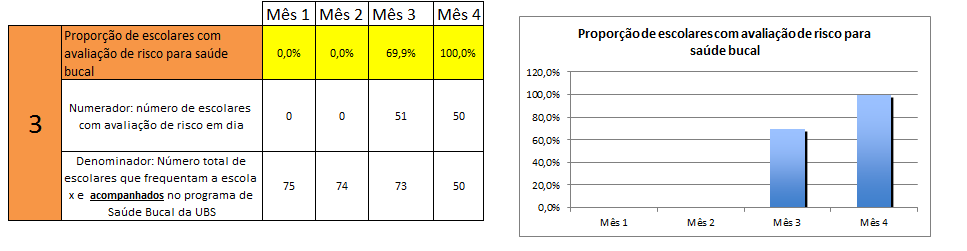 Mês 1 Mês 2 Mês 3 Mês 4
3
Proporção de escolares com
avaliação de risco para saúde
bucal
0,0% 0,0% 69,9% 100,0%
Numerador: número de escolares
com avaliação de risco em dia
0 0 51 50
Denominador: Número total de
escolares que frequentam a escola
x e acompanhados no programa de
Saúde Bucal da UBS
75 74 73 50
Proporção de escolares com avaliação de risco para
saúde bucal
120,0%
100,0%
80,0%
60,0%
40,0%
20,0%
0,0%
Mês 1 Mês 2 Mês 3 Mês 4